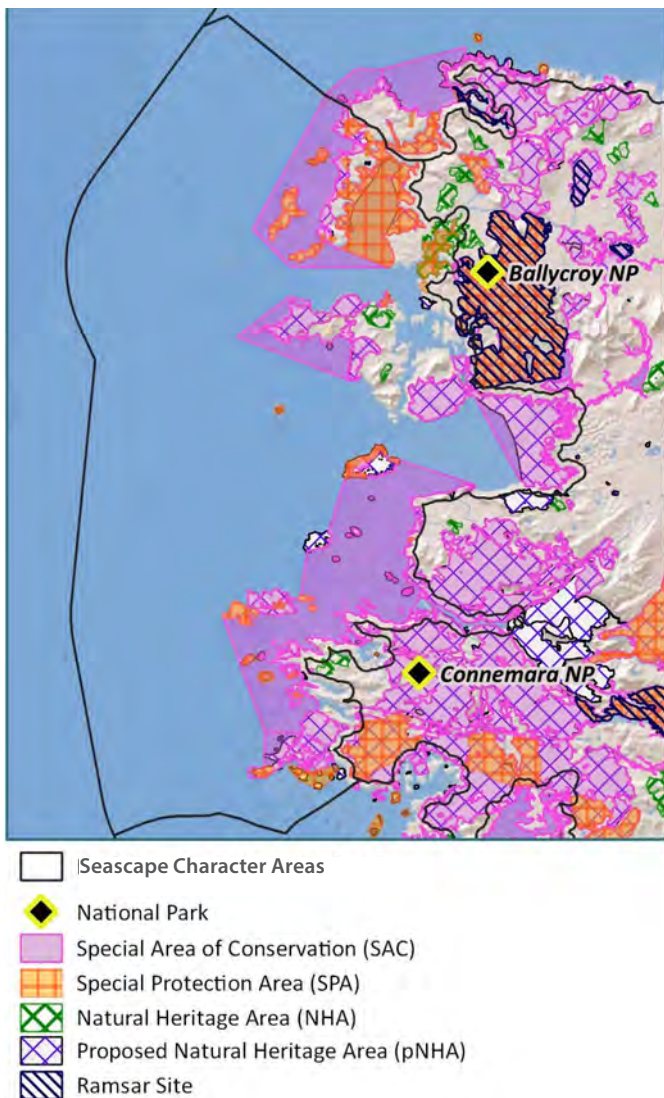 Ballycroy NP
Connemara NP
Seascape Character Areas
National Park
Special Area of Conservation (SAC)
Special Protection Area (SPA)
Natural Heritage Area (NHA)
Proposed Natural Heritage Area (pNHA)
Ramsar Site